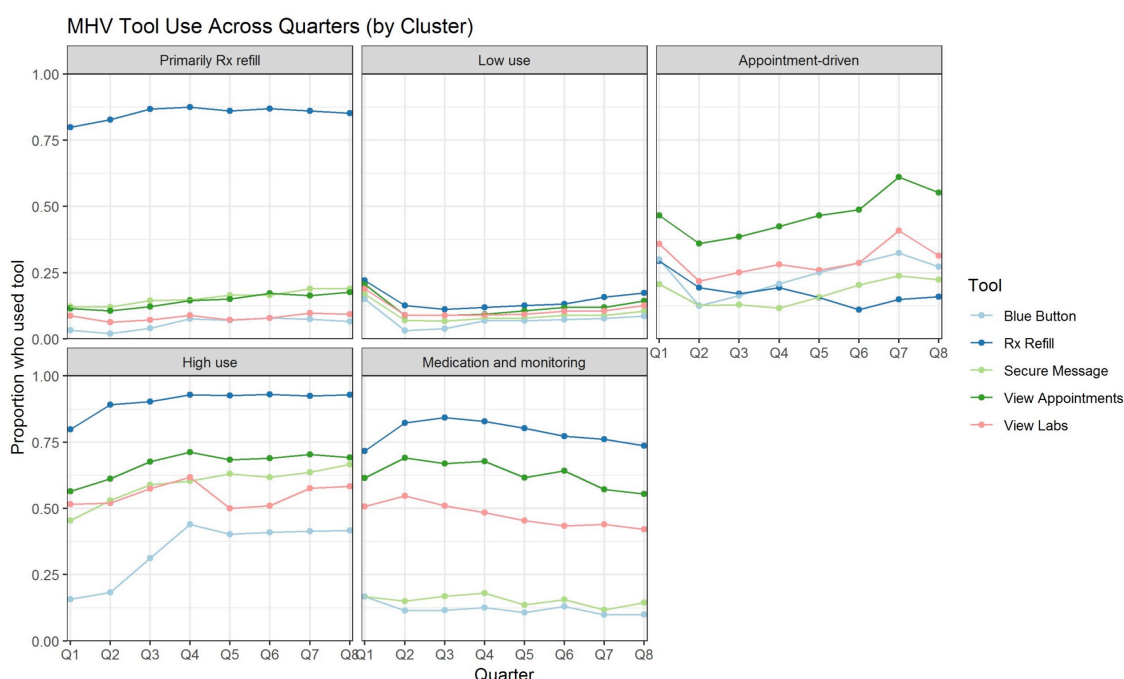 MHV Tool Use Across Quarters (by Cluster)
Primarily Rx refill
Low use
Appointment-driven
1.00
0.75
0.50
0.25
0.00
Q1 Q2 Q3 Q4 Q5 Q6 Q7 Q8
High use
Medication and monitoring
1.00
0.75
0.50
0.25
0.00
Q1 Q2 Q3 Q4 Q5 Q6 Q7 Q8
Q1 Q2 Q3 Q4 Q5 Q6 Q7 Q8
Quarter
Proportion who used tool
Tool
Blue Button
Rx Refill
Secure Message
View Appointments
View Labs